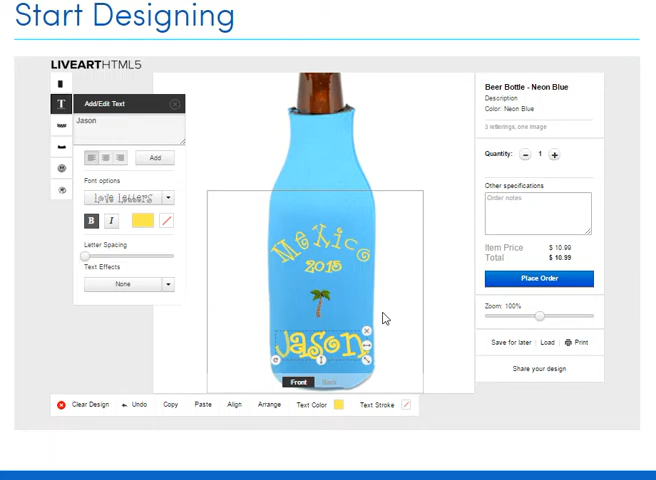 Start Designing
LIVEARTHTML5
T
Add/Edit Text
Jason
Add
Font options
Love Letters
B
I
Letter Spacing
Text Effects
None
Mexico
2015
Jason
Front
Back
Clear Design
Undo
Copy
Paste
Align
Arrange
Text Color
Text Stroke
Beer Bottle - Neon Blue
Description
Color: Neon Blue
3 letterings, one image
Quantity:
1
Other specifications
Order notes
Item Price $ 10.99
Total $ 10.99
Place Order
Zoom: 100%
Save for later
Load
Print
Share your design